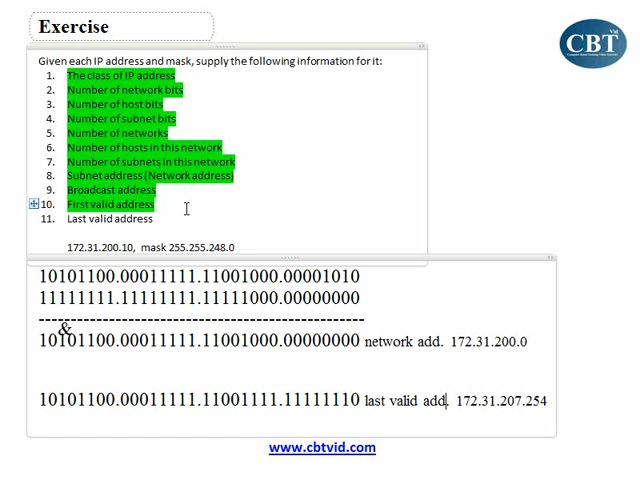 Exercise
CBT Vid
Given each IP address and mask, supply the following information for it:
1. The class of IP address
2. Number of network bits
3. Number of host bits
4. Number of subnet bits
5. Number of networks
6. Number of hosts in this network
7. Number of subnets in this network
8. Subnet address (Network address)
9. Broadcast address
10. First valid address
11. Last valid address
172.31.200.10, mask 255.255.248.0
10101100.00011111.11001000.00001010
11111111.11111111.11111000.00000000
---------------------------------------------------
&
10101100.00011111.11001000.00000000 network add. 172.31.200.0
10101100.00011111.11001111.11111110 last valid add. 172.31.207.254
www.cbtvid.com